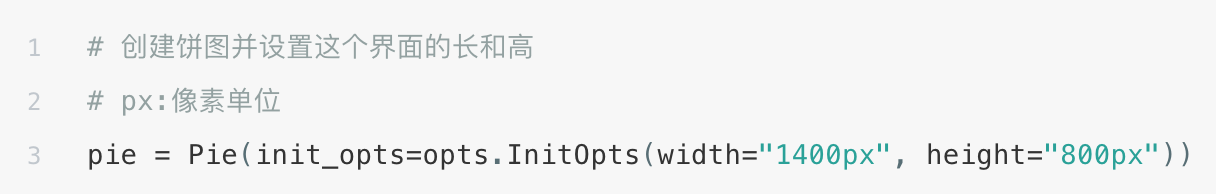 1 # 创建饼图并设置这个界面的长和高
2 # px:像素单位
3 pie = Pie(init_opts=opts.InitOpts(width="1400px", height="800px"))